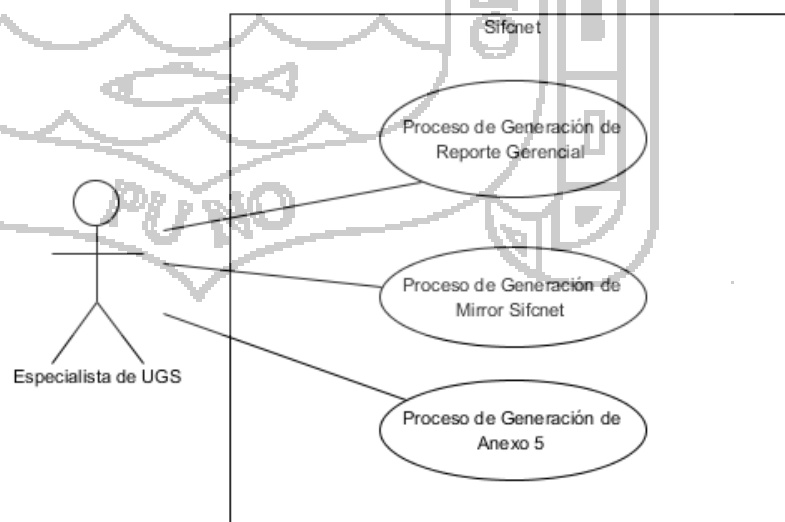 Sifcnet
Proceso de Generación de
Reporte Gerencial
PUNO
Proceso de Generación de
Mirror Sifcnet
Especialista de UGS
Proceso de Generación de
Anexo 5